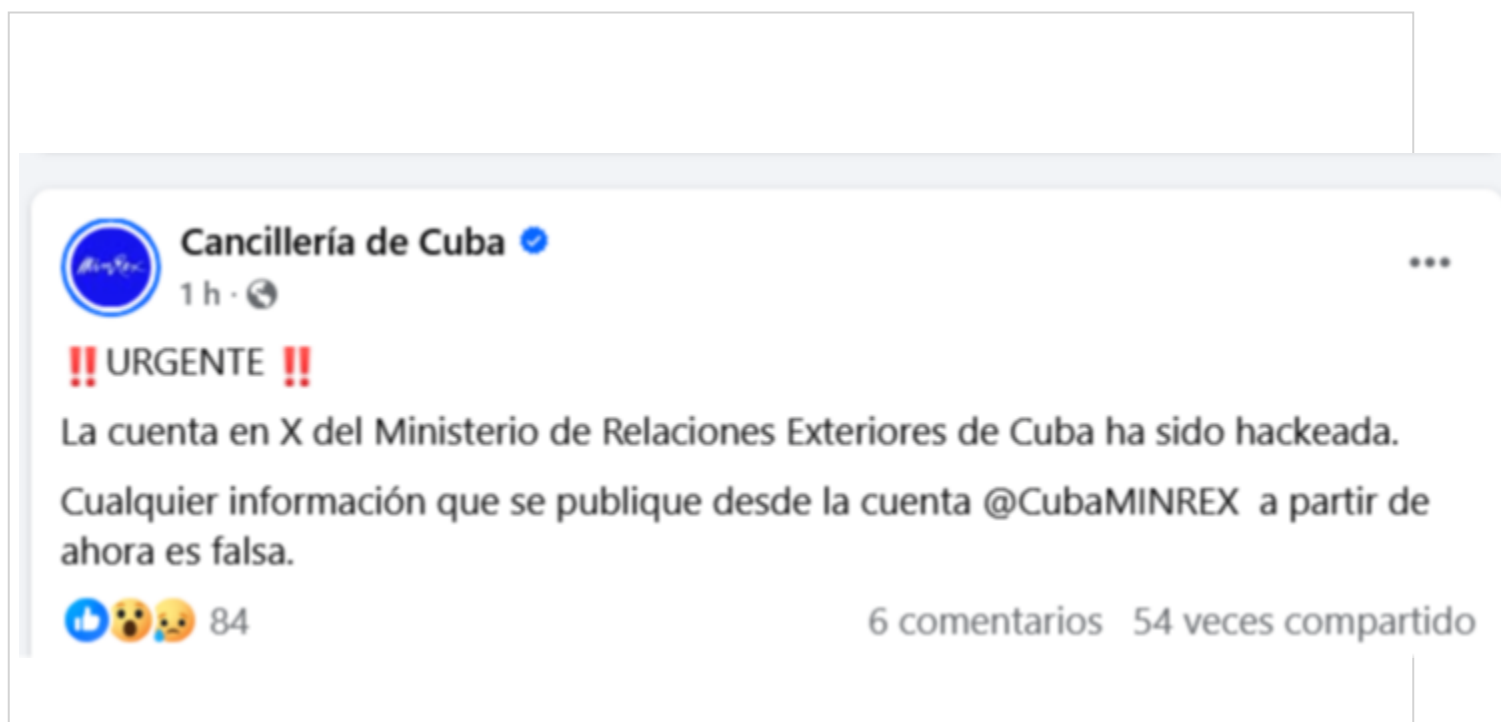 MinRex
Cancillería de Cuba
1 h ·
‼️URGENTE ‼️
La cuenta en X del Ministerio de Relaciones Exteriores de Cuba ha sido hackeada.
Cualquier información que se publique desde la cuenta @CubaMINREX a partir de
ahora es falsa.
84 6 comentarios 54 veces compartido